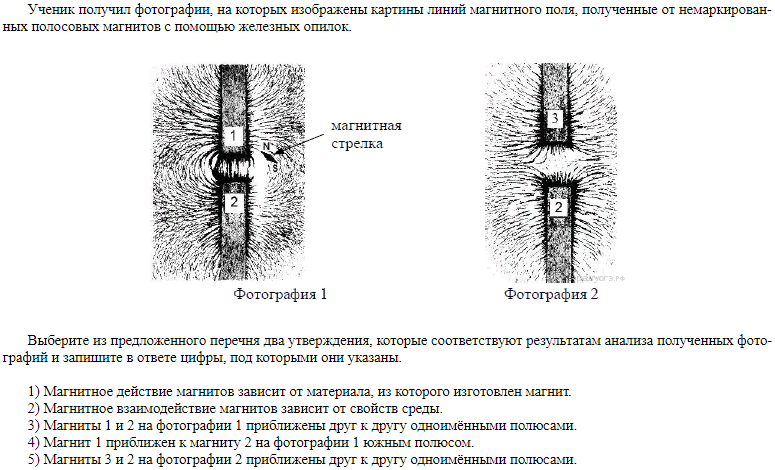 Ученик получил фотографии, на которых изображены картины линий магнитного поля, полученные от немаркирован-
ных полосовых магнитов с помощью железных опилок.
1
N
S
2
магнитная
стрелка
3
2
Фотография 1
Фотография 2
Выберите из предложенного перечня два утверждения, которые соответствуют результатам анализа полученных фото-
графий и запишите в ответе цифры, под которыми они указаны.
1) Магнитное действие магнитов зависит от материала, из которого изготовлен магнит.
2) Магнитное взаимодействие магнитов зависит от свойств среды.
3) Магниты 1 и 2 на фотографии 1 приближены друг к другу одноимёнными полюсами.
4) Магнит 1 приближен к магниту 2 на фотографии 1 южным полюсом.
5) Магниты 3 и 2 на фотографии 2 приближены друг к другу одноимёнными полюсами.